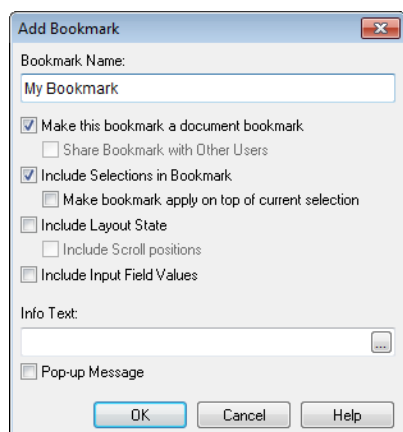 Add Bookmark
Bookmark Name:
My Bookmark
Make this bookmark a document bookmark
Share Bookmark with Other Users
Include Selections in Bookmark
Make bookmark apply on top of current selection
Include Layout State
Include Scroll positions
Include Input Field Values
Info Text:
...
Pop-up Message
OK Cancel Help